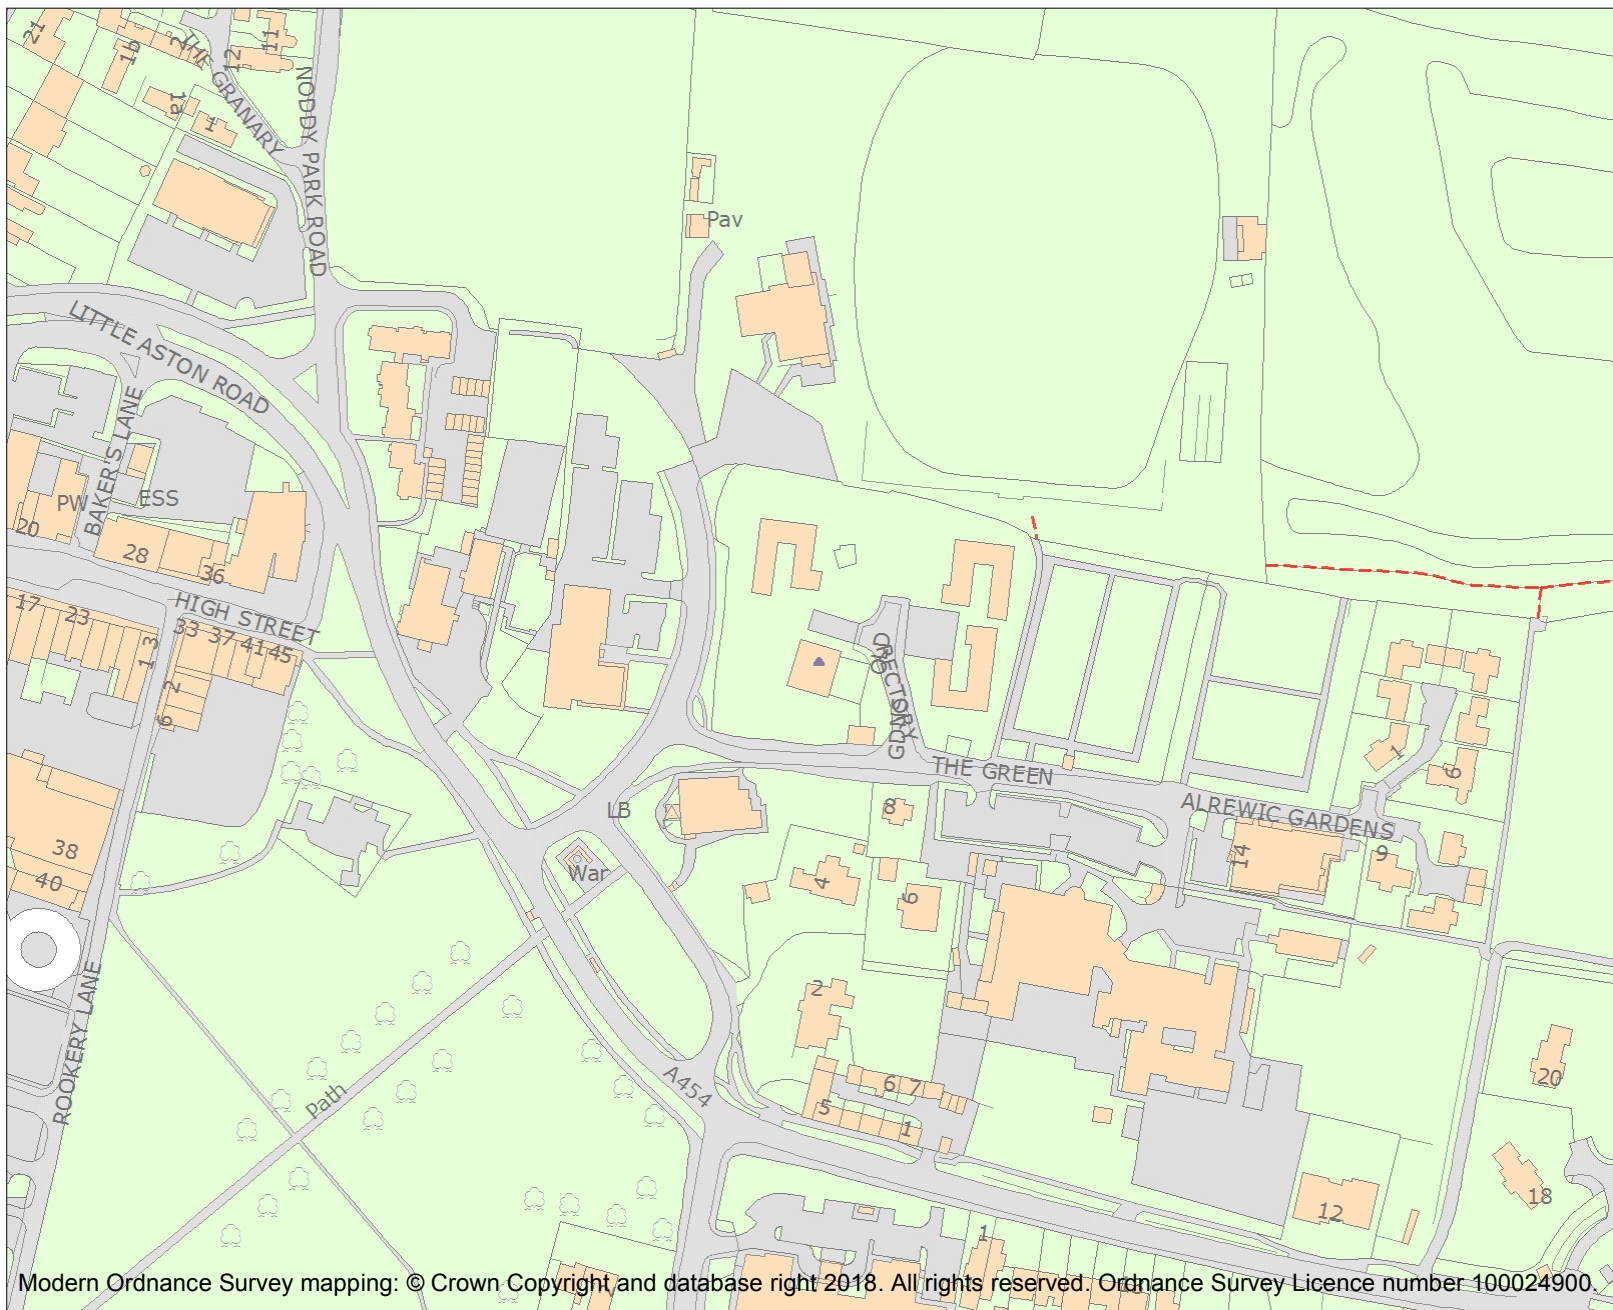 21
1b
2
THE GRANARY
12
11
NODDY PARK ROAD
1a
1
Pav
LITTLE ASTON ROAD
BAKER'S LANE
PW
ESS
20
28
36
HIGH STREET
17
23
33
37
41
45
1
3
2
6
RECTORY
GDNS
THE GREEN
ALREWIC GARDENS
1
6
LB
8
14
9
38
40
War
4
6
2
ROOKERY LANE
Path
A454
6
7
5
1
20
18
12
1
Modern Ordnance Survey mapping: © Crown Copyright and database right 2018. All rights reserved. Ordnance Survey Licence number 100024900.